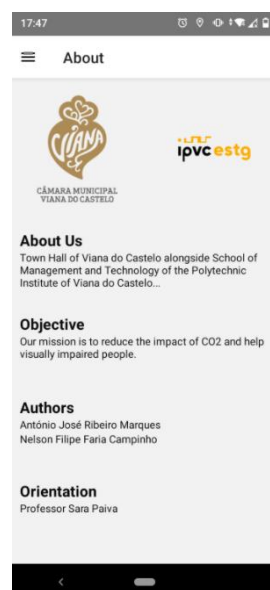 17:47
About
VIANA
CÂMARA MUNICIPAL
VIANA DO CASTELO
ipvc estg
About Us
Town Hall of Viana do Castelo alongside School of
Management and Technology of the Polytechnic
Institute of Viana do Castelo...
Objective
Our mission is to reduce the impact of CO2 and help
visually impaired people.
Authors
António José Ribeiro Marques
Nelson Filipe Faria Campinho
Orientation
Professor Sara Paiva